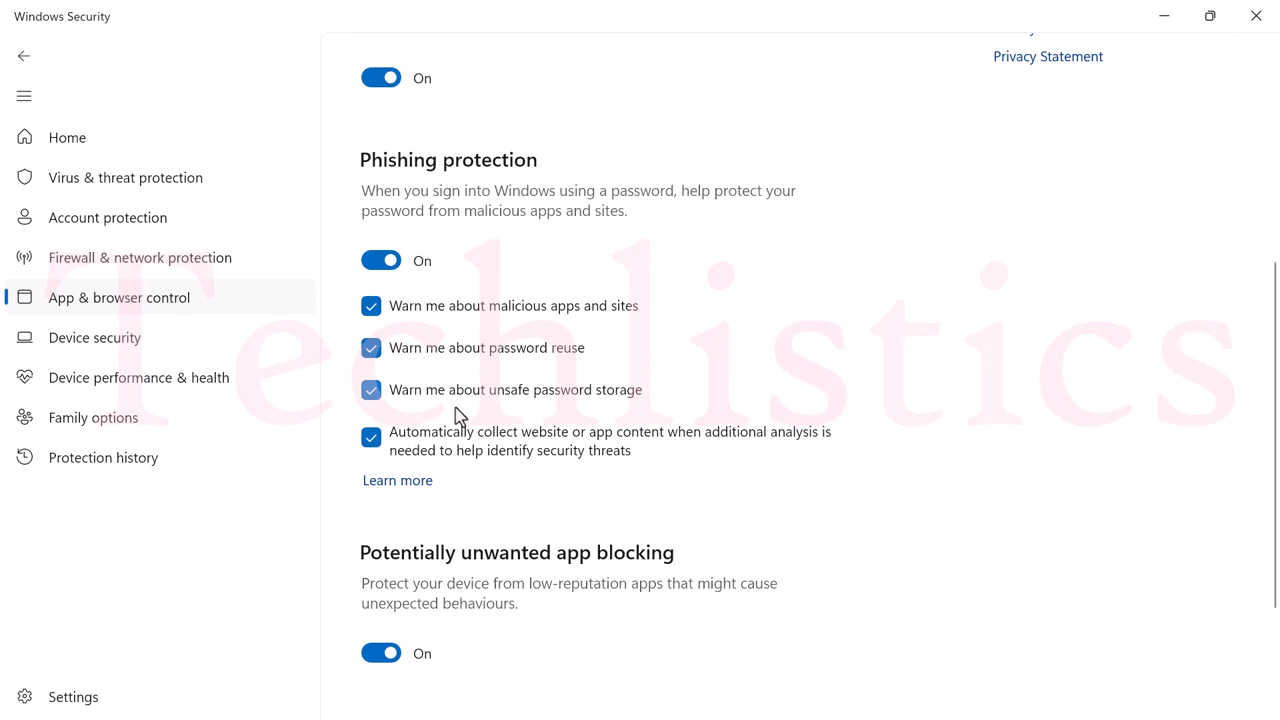 Windows Security
Privacy Statement
On
Home
Virus & threat protection
Account protection
Firewall & network protection
App & browser control
Device security
Device performance & health
Family options
Protection history
Settings
Phishing protection
When you sign into Windows using a password, help protect your
password from malicious apps and sites.
On
Warn me about malicious apps and sites
Warn me about password reuse
Warn me about unsafe password storage
Automatically collect website or app content when additional analysis is
needed to help identify security threats
Learn more
Potentially unwanted app blocking
Protect your device from low-reputation apps that might cause
unexpected behaviours.
On
Techlistics